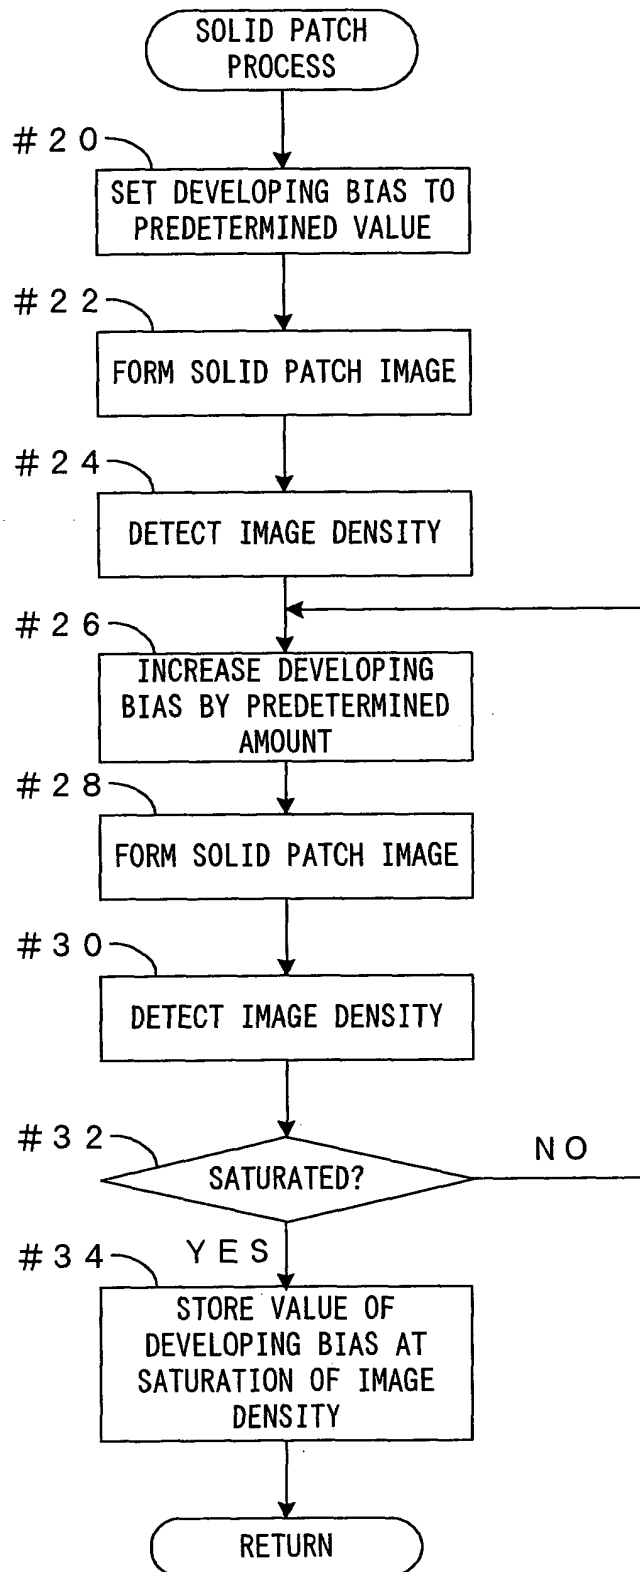 SOLID PATCH
PROCESS
#20
SET DEVELOPING BIAS TO
PREDETERMINED VALUE
#22
FORM SOLID PATCH IMAGE
#24
DETECT IMAGE DENSITY
#26
INCREASE DEVELOPING
BIAS BY PREDETERMINED
AMOUNT
#28
FORM SOLID PATCH IMAGE
#30
DETECT IMAGE DENSITY
#32
SATURATED?
NO
YES
#34
STORE VALUE OF
DEVELOPING BIAS AT
SATURATION OF IMAGE
DENSITY
RETURN